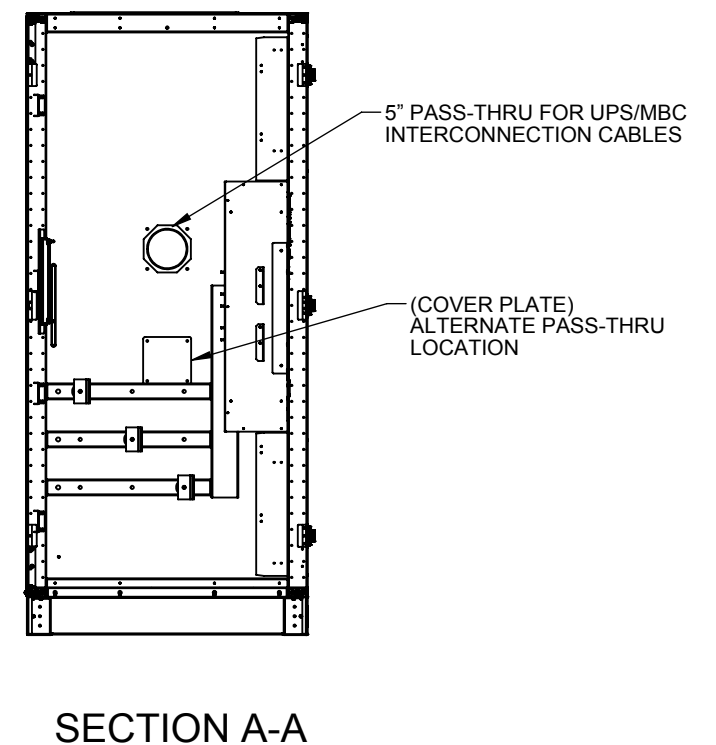 5” PASS-THRU FOR UPS/MBC
INTERCONNECTION CABLES
(COVER PLATE)
ALTERNATE PASS-THRU
LOCATION
SECTION A-A